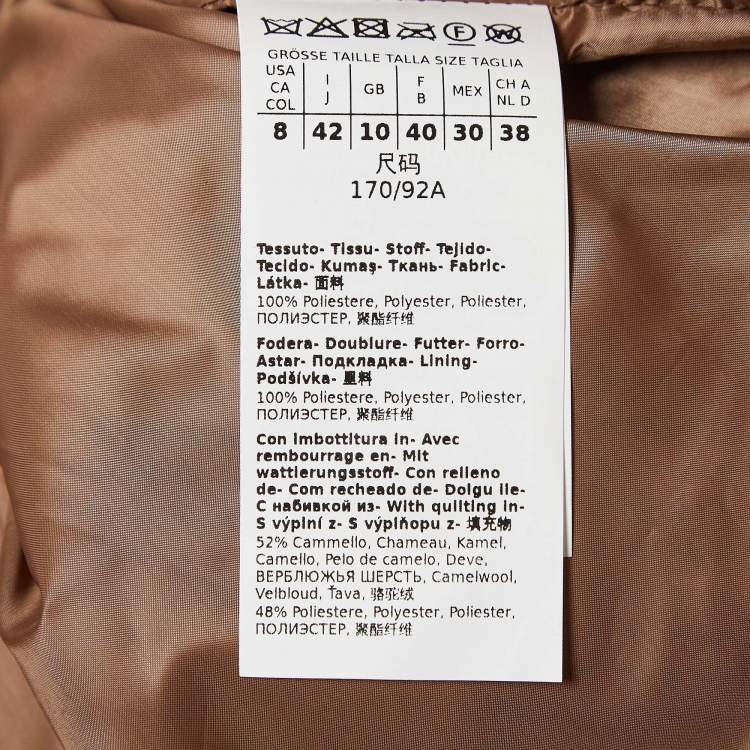 GRÖSSE TAILLE TALLA SIZE TAGLIA
USA CA COL I J GB F B MEX CH A NL D
8 42 10 40 30 38
尺码
170/92A
Tessuto- Tissu- Stoff- Tejido-
Tecido- Kumaş- Ткань- Fabric-
Látka- 面料
100% Poliestere, Polyester, Poliester,
ПОЛИЭСТЕР, 聚酯纤维
Fodera- Doublure- Futter- Forro-
Astar- Подкладка- Lining-
Podšívka- 里料
100% Poliestere, Polyester, Poliester,
ПОЛИЭСТЕР, 聚酯纤维
Con imbottitura in- Avec
rembourrage en- Mit
wattierungsstoff- Con relleno
de- Com recheado de- Dolgu ile-
С набивкой из- With quilting in-
S výplní z- S výplňopu z- 填充物
52% Cammello, Chameau, Kamel,
Camello, Pelo de camelo, Deve,
ВЕРБЛЮЖЬЯ ШЕРСТЬ, Camelwool,
Velbloud, Ťava, 骆驼绒
48% Poliestere, Polyester, Poliester,
ПОЛИЭСТЕР, 聚酯纤维